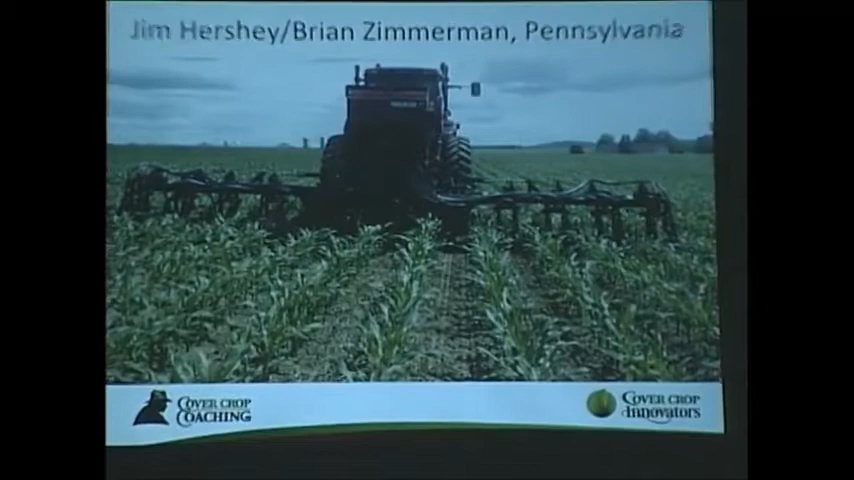 Jim Hershey/Brian Zimmerman, Pennsylvania
COVER CROP
COACHING
COVER CROP
Innovators